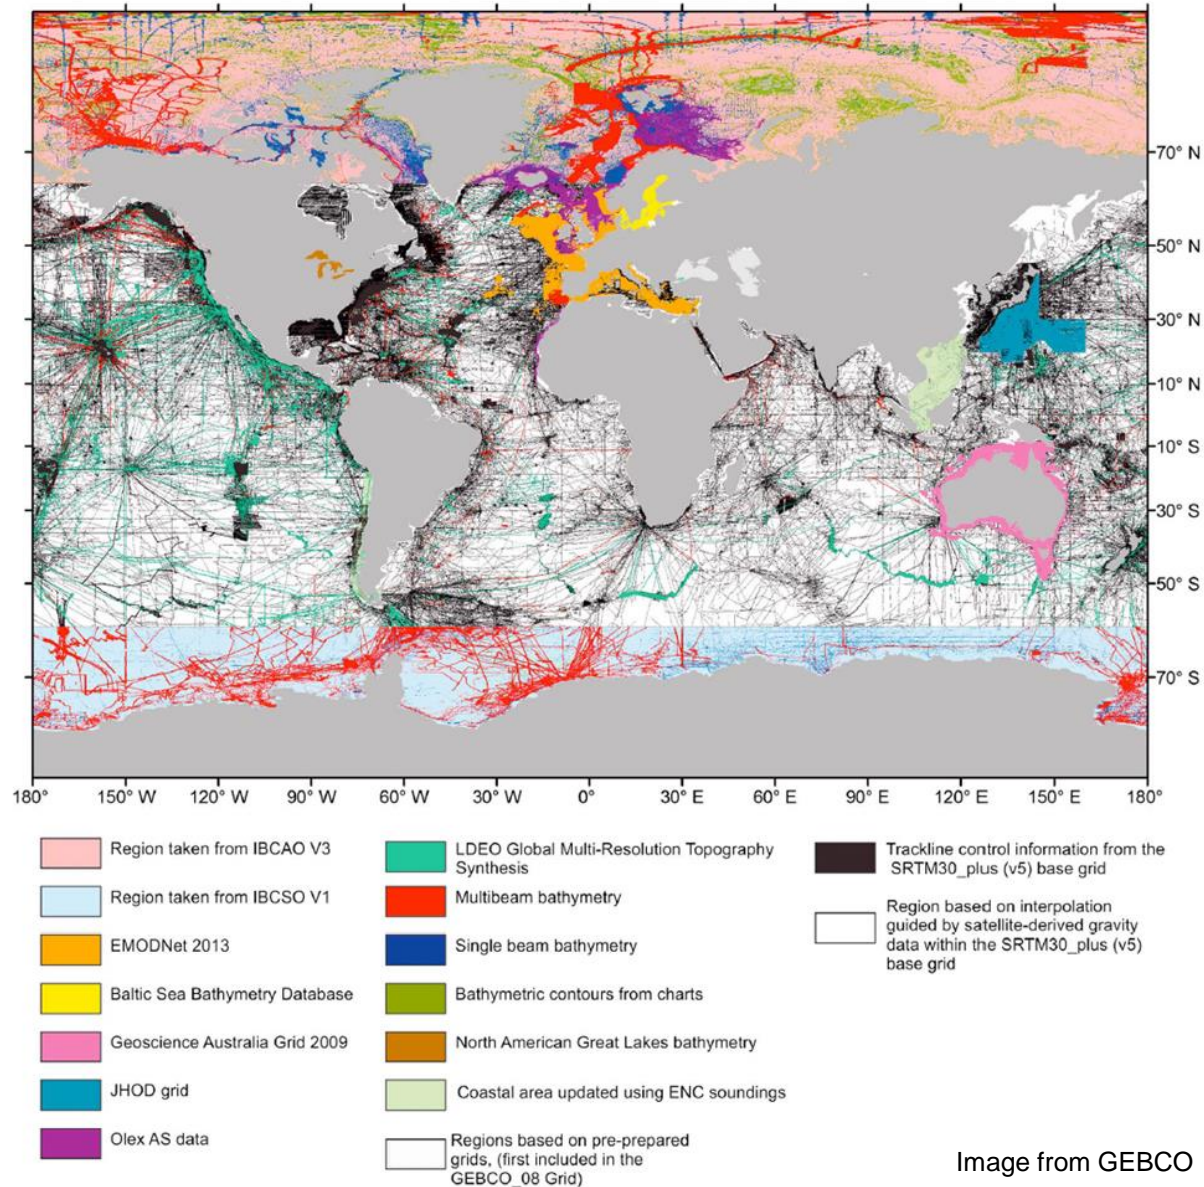 70° N
50° N
30° N
10° N
10° S
30° S
50° S
70° S
180° 150° W 120° W 90° W 60° W 30° W 0° 30° E 60° E 90° E 120° E 150° E 180°
Region taken from IBCAO V3
Region taken from IBCSO V1
EMODNet 2013
Baltic Sea Bathymetry Database
Geoscience Australia Grid 2009
JHOD grid
Olex AS data
LDEO Global Multi-Resolution Topography
Synthesis
Multibeam bathymetry
Single beam bathymetry
Bathymetric contours from charts
North American Great Lakes bathymetry
Coastal area updated using ENC soundings
Regions based on pre-prepared
grids, (first included in the
GEBCO_08 Grid)
Trackline control information from the
SRTM30_plus (v5) base grid
Region based on interpolation
guided by satellite-derived gravity
data within the SRTM30_plus (v5)
base grid
Image from GEBCO